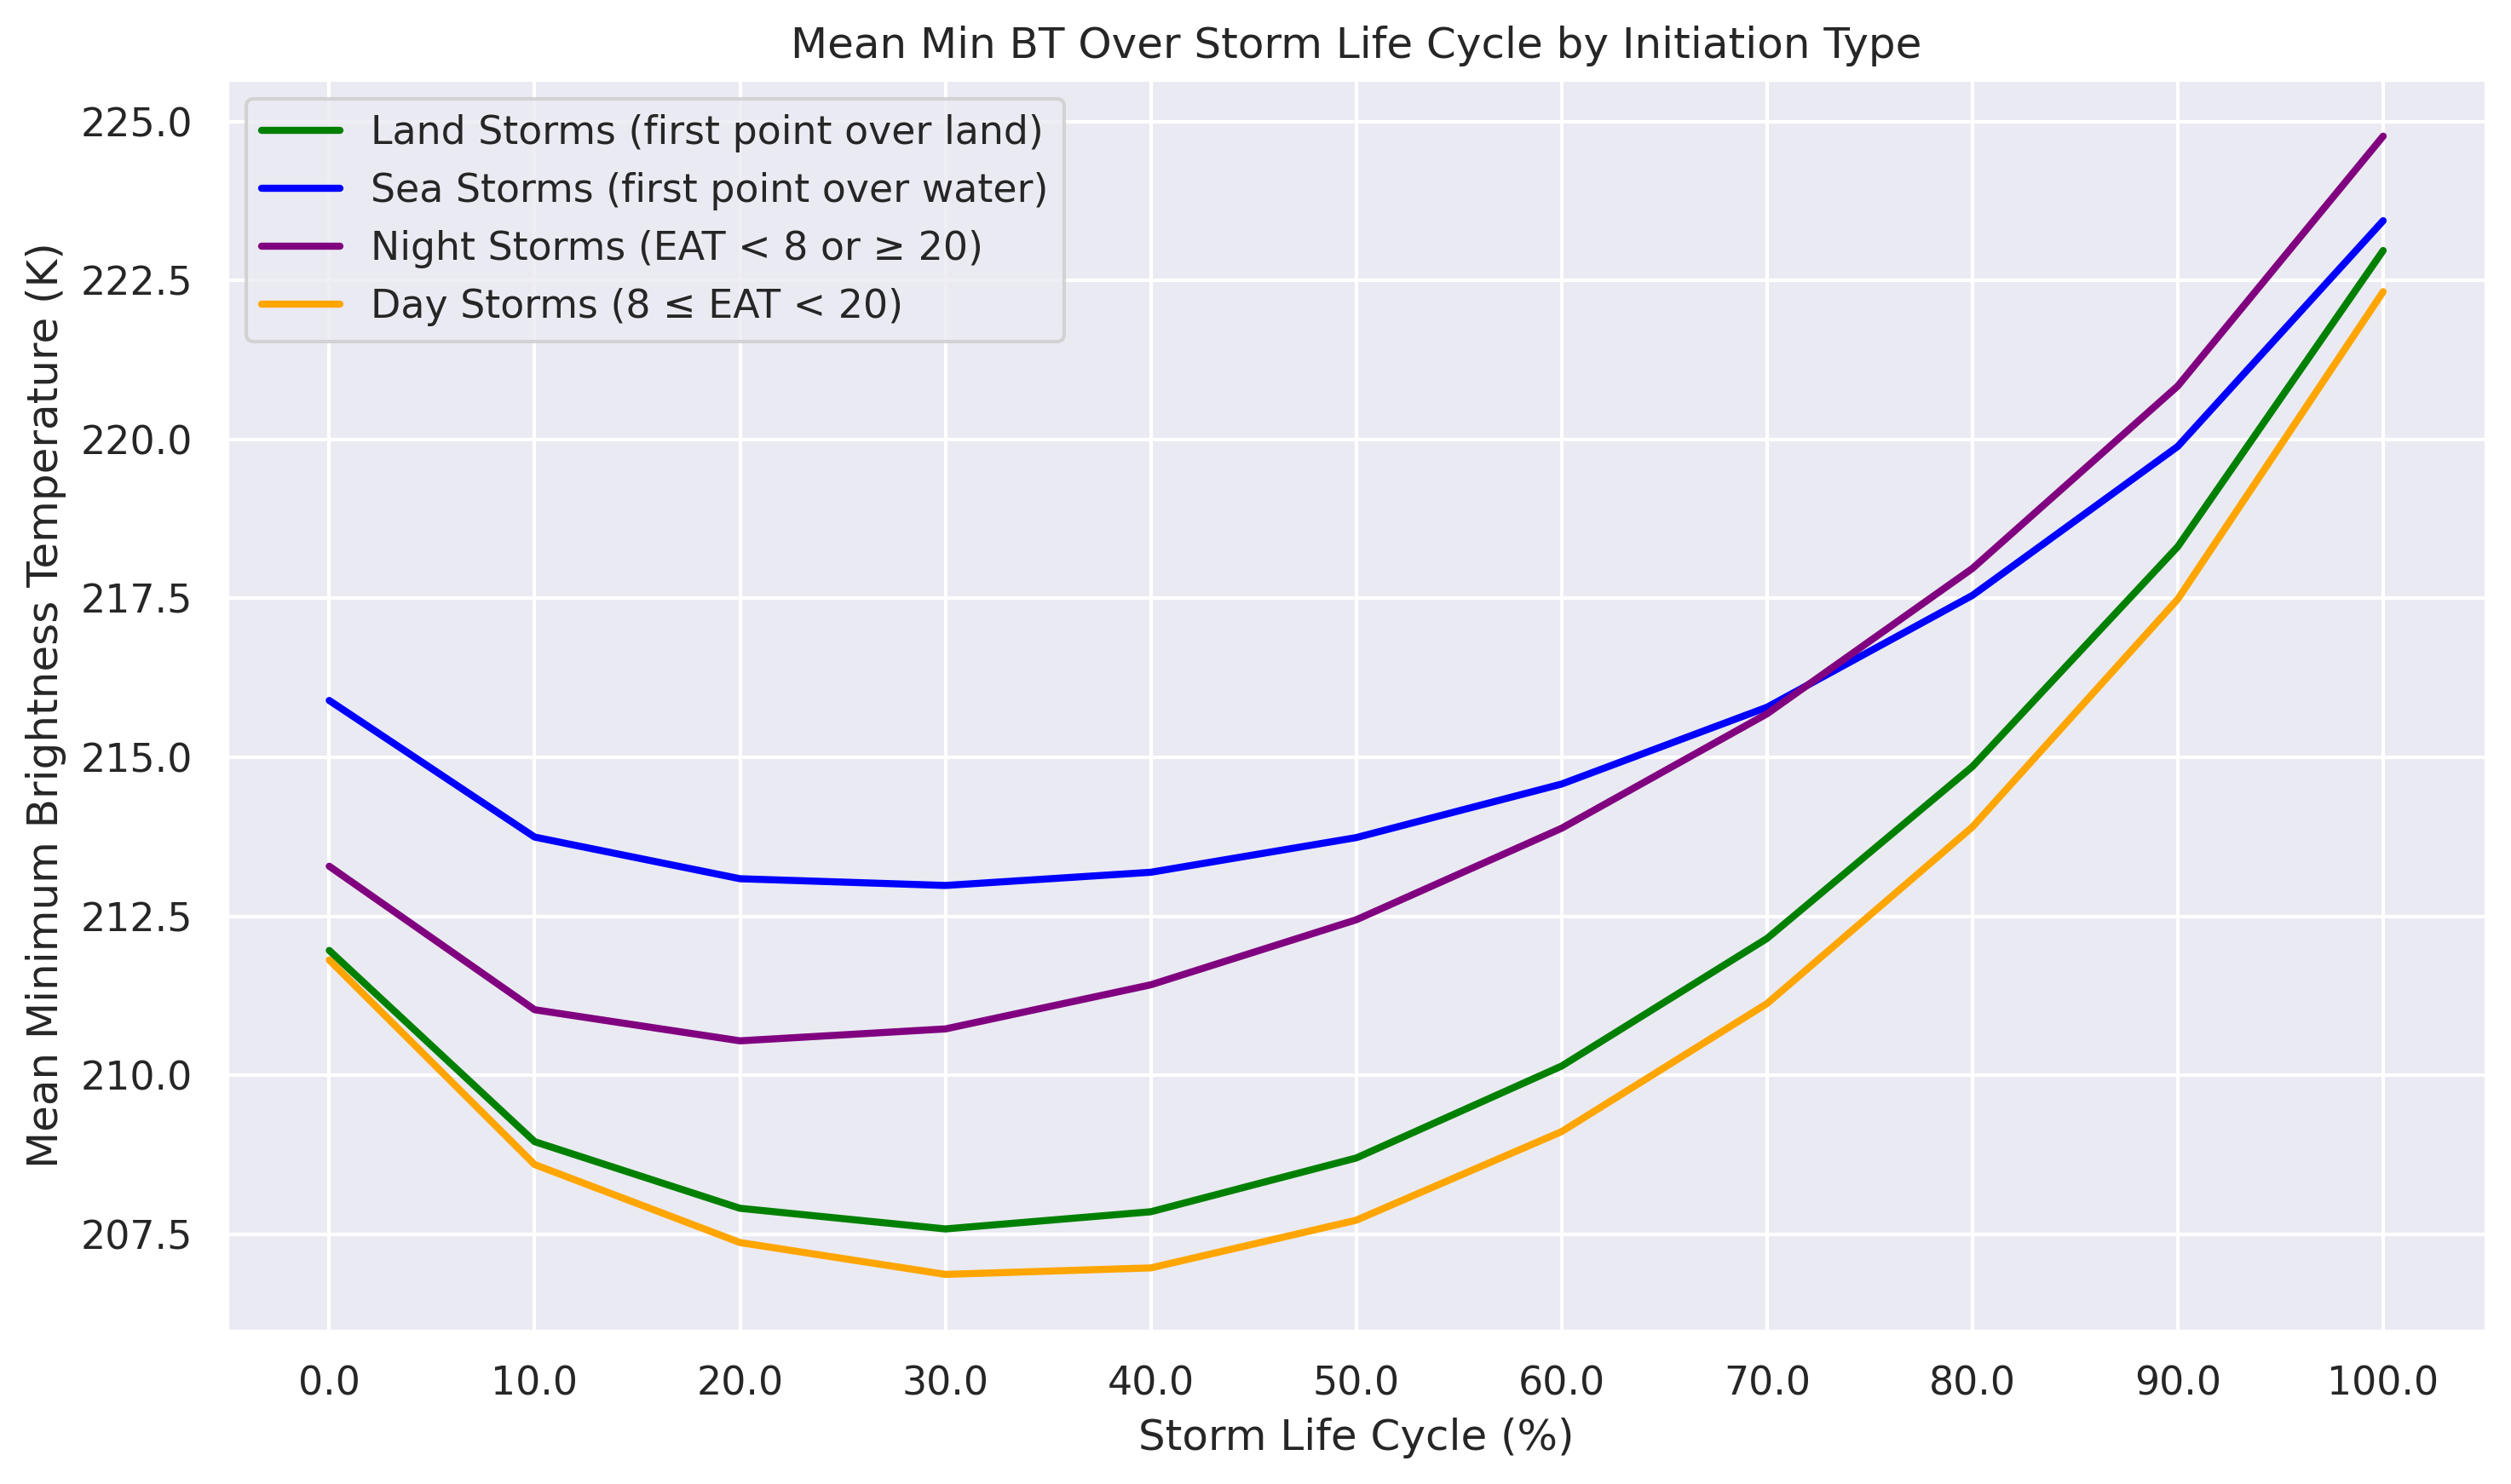 Mean Min BT Over Storm Life Cycle by Initiation Type
Land Storms (first point over land)
Sea Storms (first point over water)
Night Storms (EAT < 8 or ≥ 20)
Day Storms (8 ≤ EAT < 20)
Mean Minimum Brightness Temperature (K)
225.0
222.5
220.0
217.5
215.0
212.5
210.0
207.5
0.0 10.0 20.0 30.0 40.0 50.0 60.0 70.0 80.0 90.0 100.0
Storm Life Cycle (%)